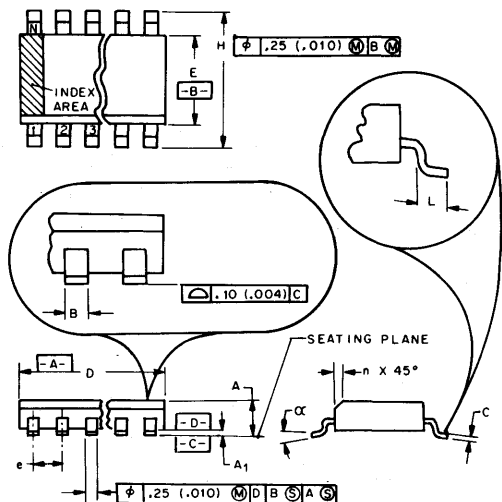 N
H
E
-B-
ϕ .25 (.010) Ⓜ B Ⓜ
INDEX
AREA
1 2 3
L
B
⌓ .10 (.004) C
SEATING PLANE
-A-
D
A
n X 45°
-D-
-C-
α
C
e
A1
ϕ .25 (.010) Ⓜ D B Ⓢ A Ⓢ